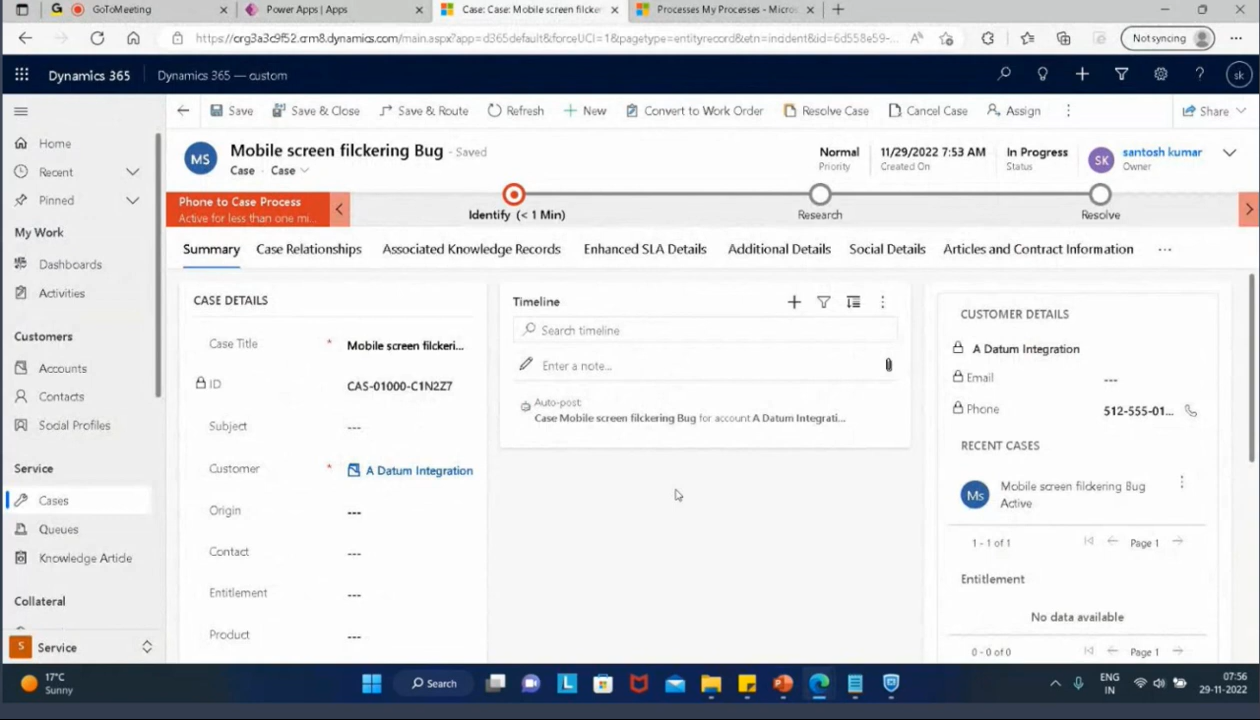 GoToMeeting
Power Apps | Apps
Case: Case: Mobile screen filcker
Processes My Processes - Micros
https://org3a3c9f52.crm8.dynamics.com/main.aspx?app=d365default&forceUCI=1&pagetype=entityrecord&etn=incident&id=6d558e59-...
Not syncing
Dynamics 365
Dynamics 365 — custom
sk
Save
Save & Close
Save & Route
Refresh
New
Convert to Work Order
Resolve Case
Cancel Case
Assign
Share
MS
Mobile screen filckering Bug - Saved
Case · Case
Normal
Priority
11/29/2022 7:53 AM
Created On
In Progress
Status
SK
santosh kumar
Owner
Phone to Case Process
Active for less than one mi...
Identify (< 1 Min)
Research
Resolve
Home
Recent
Pinned
My Work
Dashboards
Activities
Customers
Accounts
Contacts
Social Profiles
Service
Cases
Queues
Knowledge Article
Collateral
S
Service
Summary
Case Relationships
Associated Knowledge Records
Enhanced SLA Details
Additional Details
Social Details
Articles and Contract Information
...
CASE DETAILS
Case Title * Mobile screen filckeri...
ID CAS-01000-C1N2Z7
Subject ---
Customer * A Datum Integration
Origin ---
Contact ---
Entitlement ---
Product ---
Timeline
Search timeline
Enter a note...
Auto-post:
Case Mobile screen filckering Bug for account A Datum Integrati...
CUSTOMER DETAILS
A Datum Integration
Email ---
Phone 512-555-01...
RECENT CASES
Ms
Mobile screen filckering Bug
Active
1 - 1 of 1
Page 1
Entitlement
No data available
0 - 0 of 0
Page 1
17°C
Sunny
Search
L
ENG
IN
07:56
29-11-2022